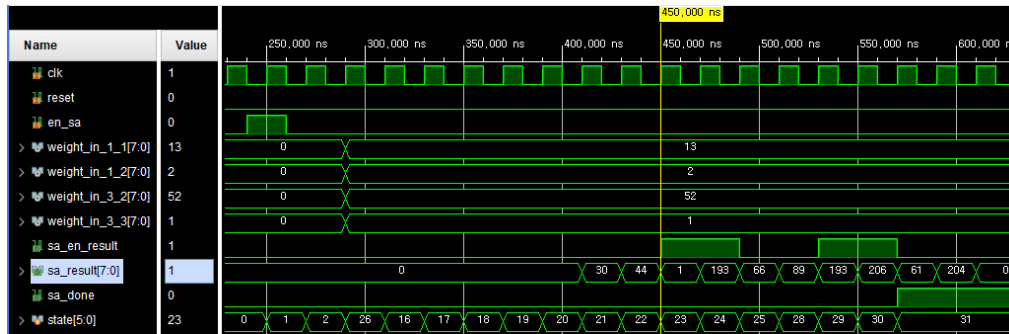 450,000 ns
Name Value 250,000 ns 300,000 ns 350,000 ns 400,000 ns 450,000 ns 500,000 ns 550,000 ns 600,000 n
clk 1
reset 0
en_sa 0
weight_in_1_1[7:0] 13 0 13
weight_in_1_2[7:0] 2 0 2
weight_in_3_2[7:0] 52 0 52
weight_in_3_3[7:0] 1 0 1
sa_en_result 1
sa_result[7:0] 1 0 30 44 1 193 66 89 193 206 61 204 0
sa_done 0
state[5:0] 23 0 1 2 26 16 17 18 19 20 21 22 23 24 25 28 29 30 31